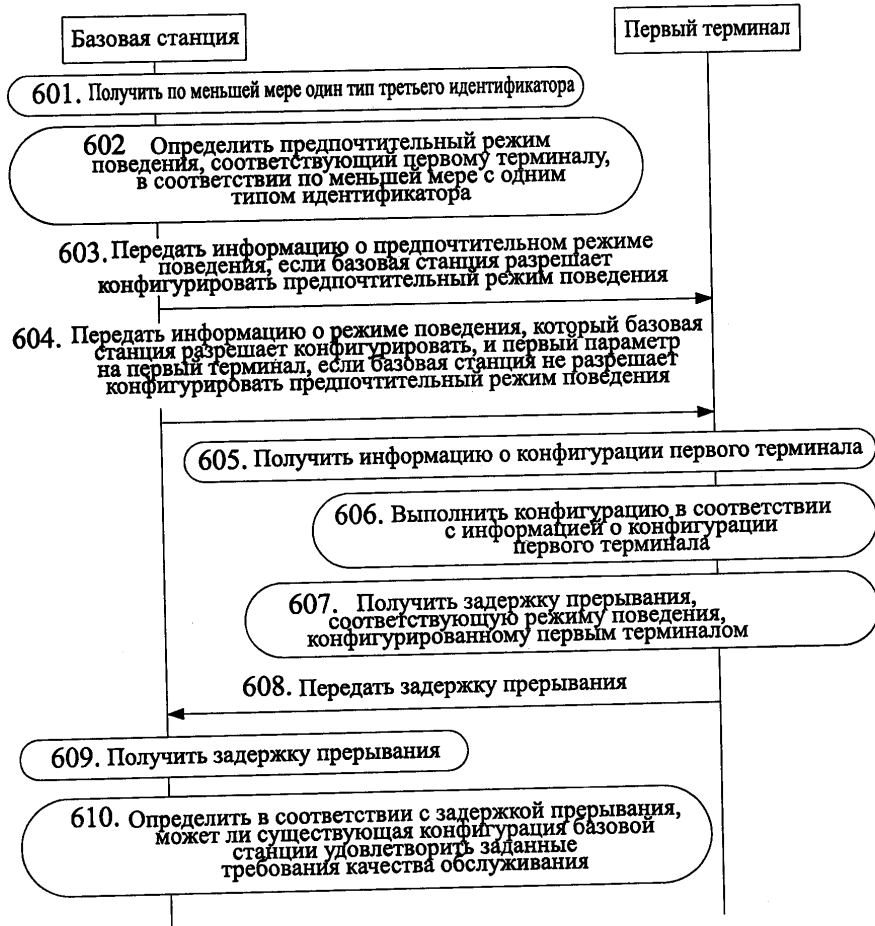 Базовая станция
Первый терминал
601. Получить по меньшей мере один тип третьего идентификатора
602 Определить предпочтительный режим
поведения, соответствующий первому терминалу,
в соответствии по меньшей мере с одним
типом идентификатора
603. Передать информацию о предпочтительном режиме
поведения, если базовая станция разрешает
конфигурировать предпочтительный режим поведения
604. Передать информацию о режиме поведения, который базовая
станция разрешает конфигурировать, и первый параметр
на первый терминал, если базовая станция не разрешает
конфигурировать предпочтительный режим поведения
605. Получить информацию о конфигурации первого терминала
606. Выполнить конфигурацию в соответствии
с информацией о конфигурации
первого терминала
607. Получить задержку прерывания,
соответствующую режиму поведения,
конфигурированному первым терминалом
608. Передать задержку прерывания
609. Получить задержку прерывания
610. Определить в соответствии с задержкой прерывания,
может ли существующая конфигурация базовой
станции удовлетворить заданные
требования качества обслуживания